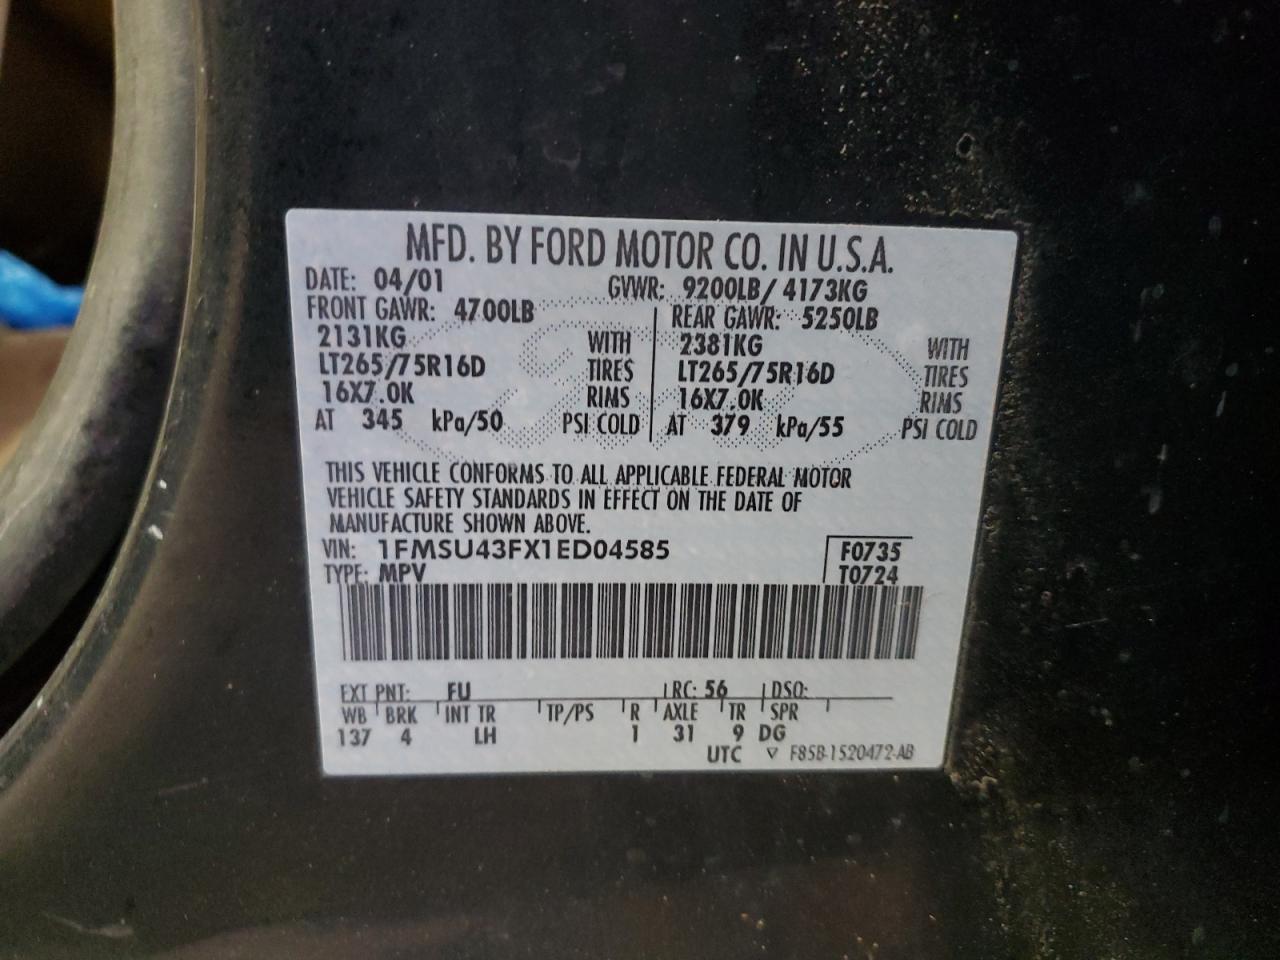 MFD. BY FORD MOTOR CO. IN U.S.A.
DATE: 04/01 GVWR: 9200LB/ 4173KG
FRONT GAWR: 4700LB REAR GAWR: 5250LB
2131KG WITH 2381KG WITH
LT265/75R16D TIRES LT265/75R16D TIRES
16X7.0K RIMS 16X7.0K RIMS
AT 345 kPa/50 PSI COLD AT 379 kPa/55 PSI COLD
THIS VEHICLE CONFORMS TO ALL APPLICABLE FEDERAL MOTOR
VEHICLE SAFETY STANDARDS IN EFFECT ON THE DATE OF
MANUFACTURE SHOWN ABOVE.
VIN: 1FMSU43FX1ED04585 F0735
TYPE: MPV T0724
EXT PNT: FU RC: 56 DSO:
WB BRK INT TR TP/PS R AXLE TR SPR
137 4 LH 1 31 9 DG
UTC ▽ F85B-1520472-AB